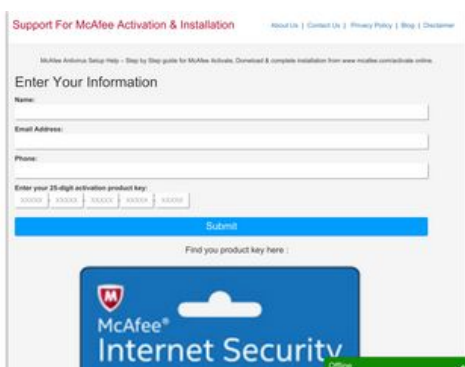 Support For McAfee Activation & Installation
About Us | Contact Us | Privacy Policy | Blog | Disclaimer
McAfee Antivirus Setup Help – Step by Step guide for McAfee Activate, Download & complete installation from www.mcafee.com/activate online.
Enter Your Information
Name:
Email Address:
Phone:
Enter your 25-digit activation product key:
XXXXX - XXXXX - XXXXX - XXXXX - XXXXX
Submit
Find you product key here :
McAfee®
Internet Security
Offline